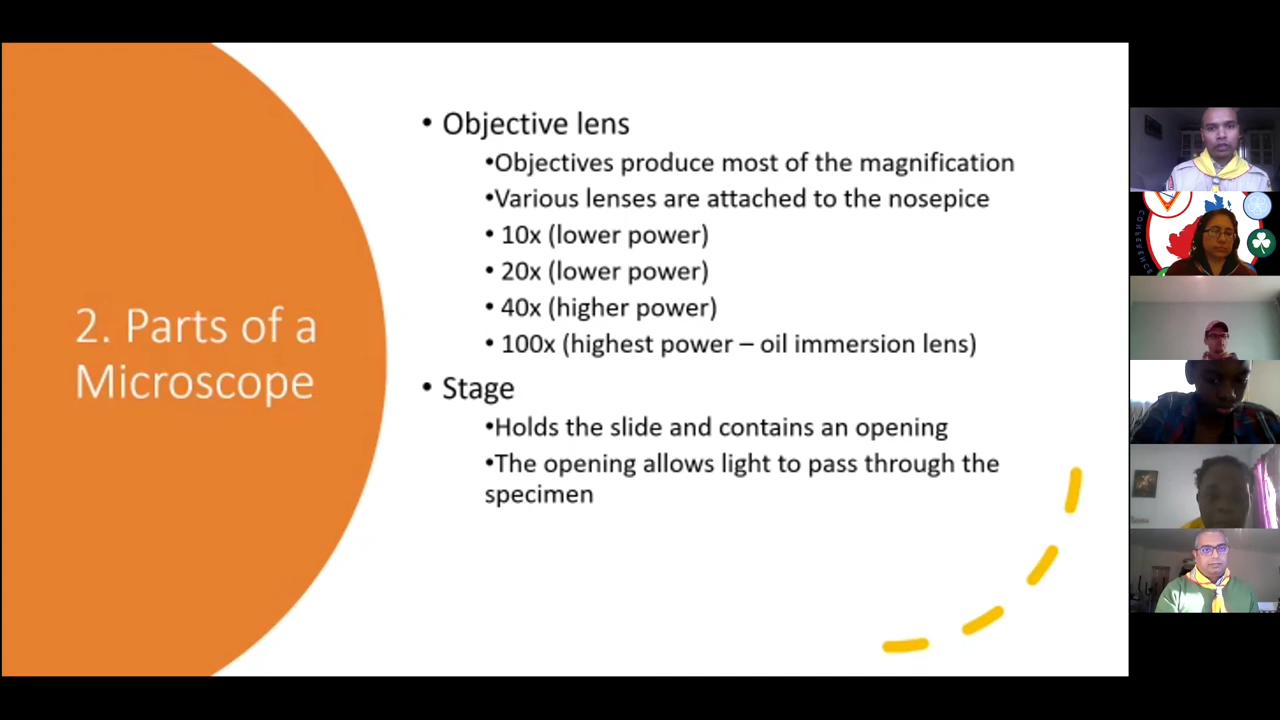 2. Parts of a
Microscope
• Objective lens
•Objectives produce most of the magnification
•Various lenses are attached to the nosepice
• 10x (lower power)
• 20x (lower power)
• 40x (higher power)
• 100x (highest power – oil immersion lens)
• Stage
•Holds the slide and contains an opening
•The opening allows light to pass through the
specimen
CONFERENCE